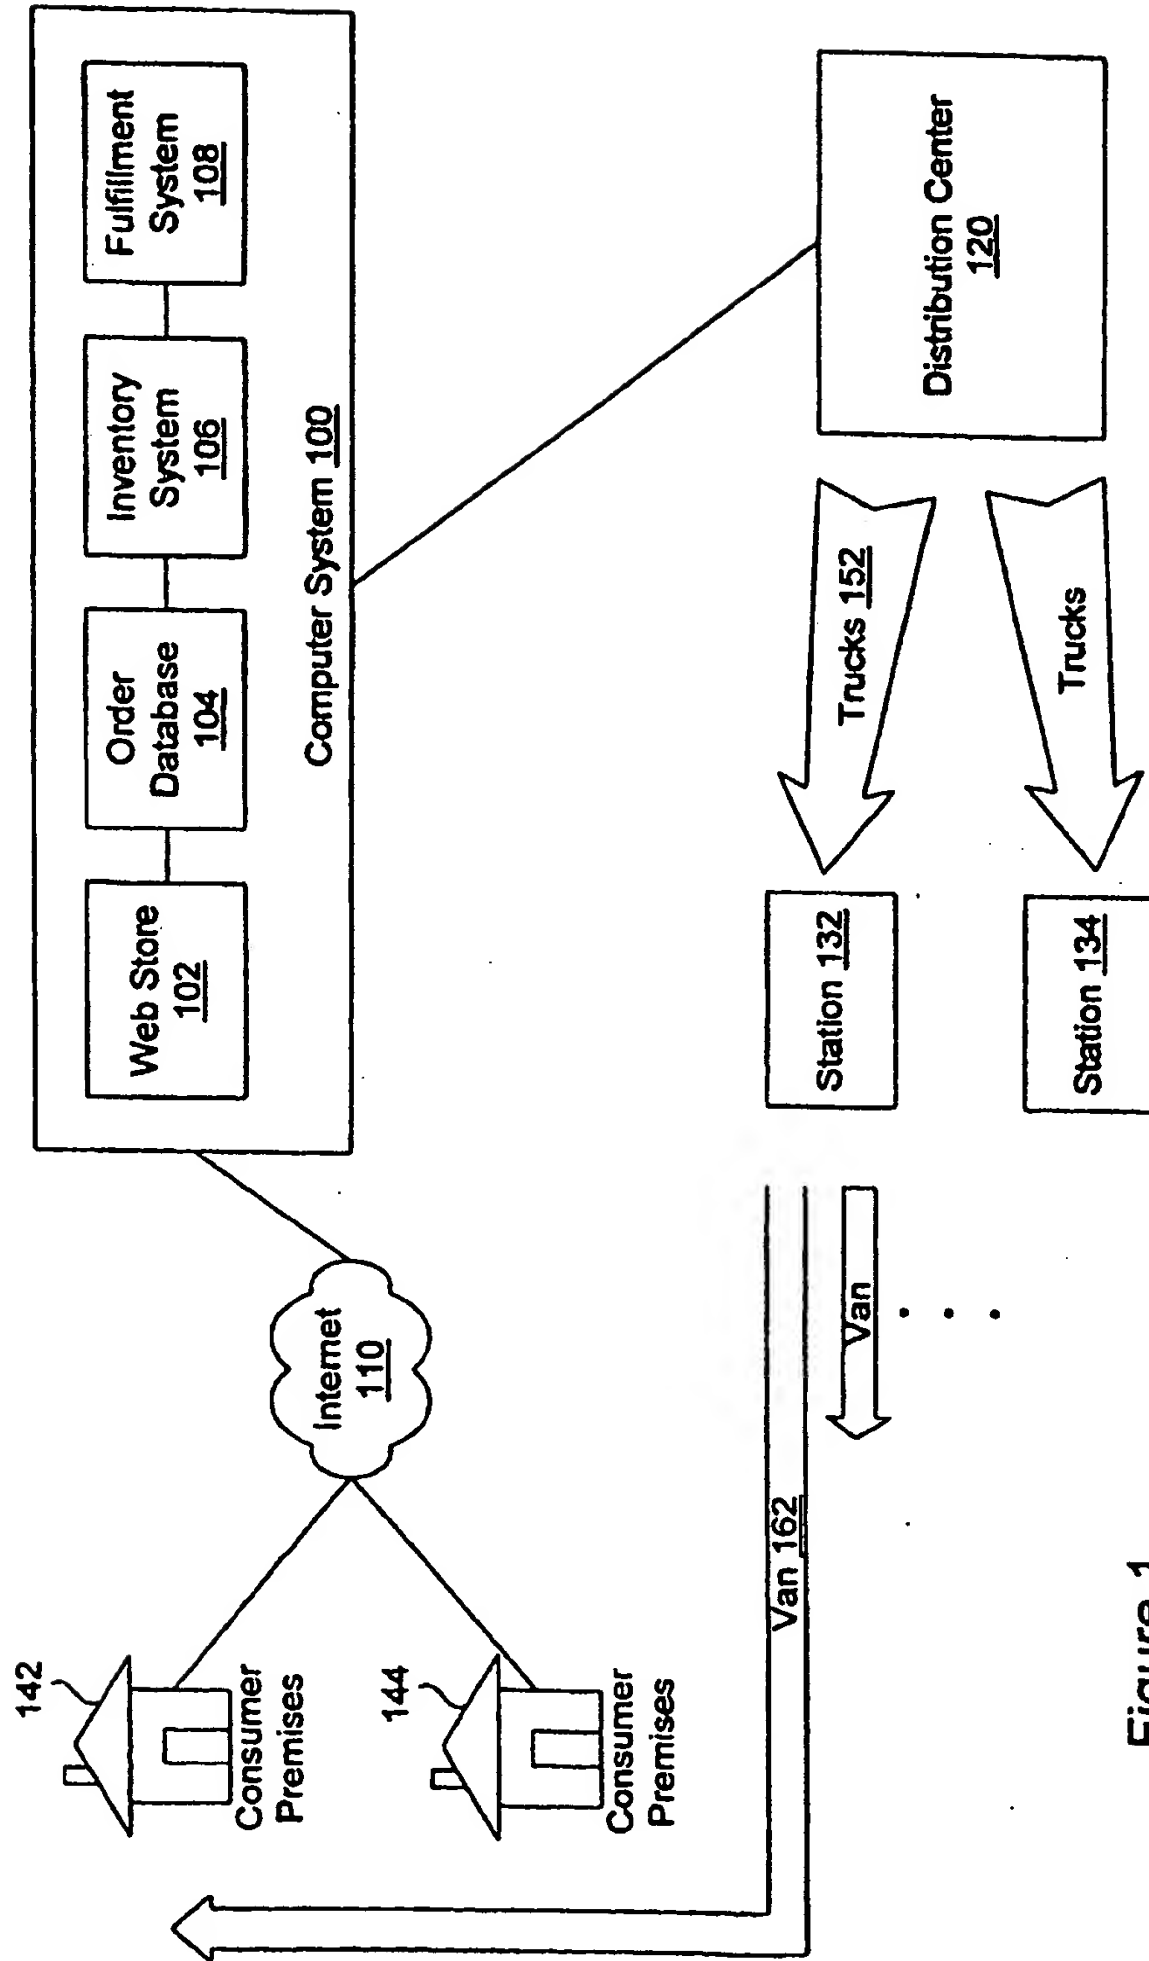 142
Consumer
Premises
144
Consumer
Premises
Internet
110
Web Store
102
Order
Database
104
Inventory
System
106
Fulfillment
System
108
Computer System 100
Van 162
Van
Station 132
Station 134
Trucks 152
Trucks
Distribution Center
120
Figure 1